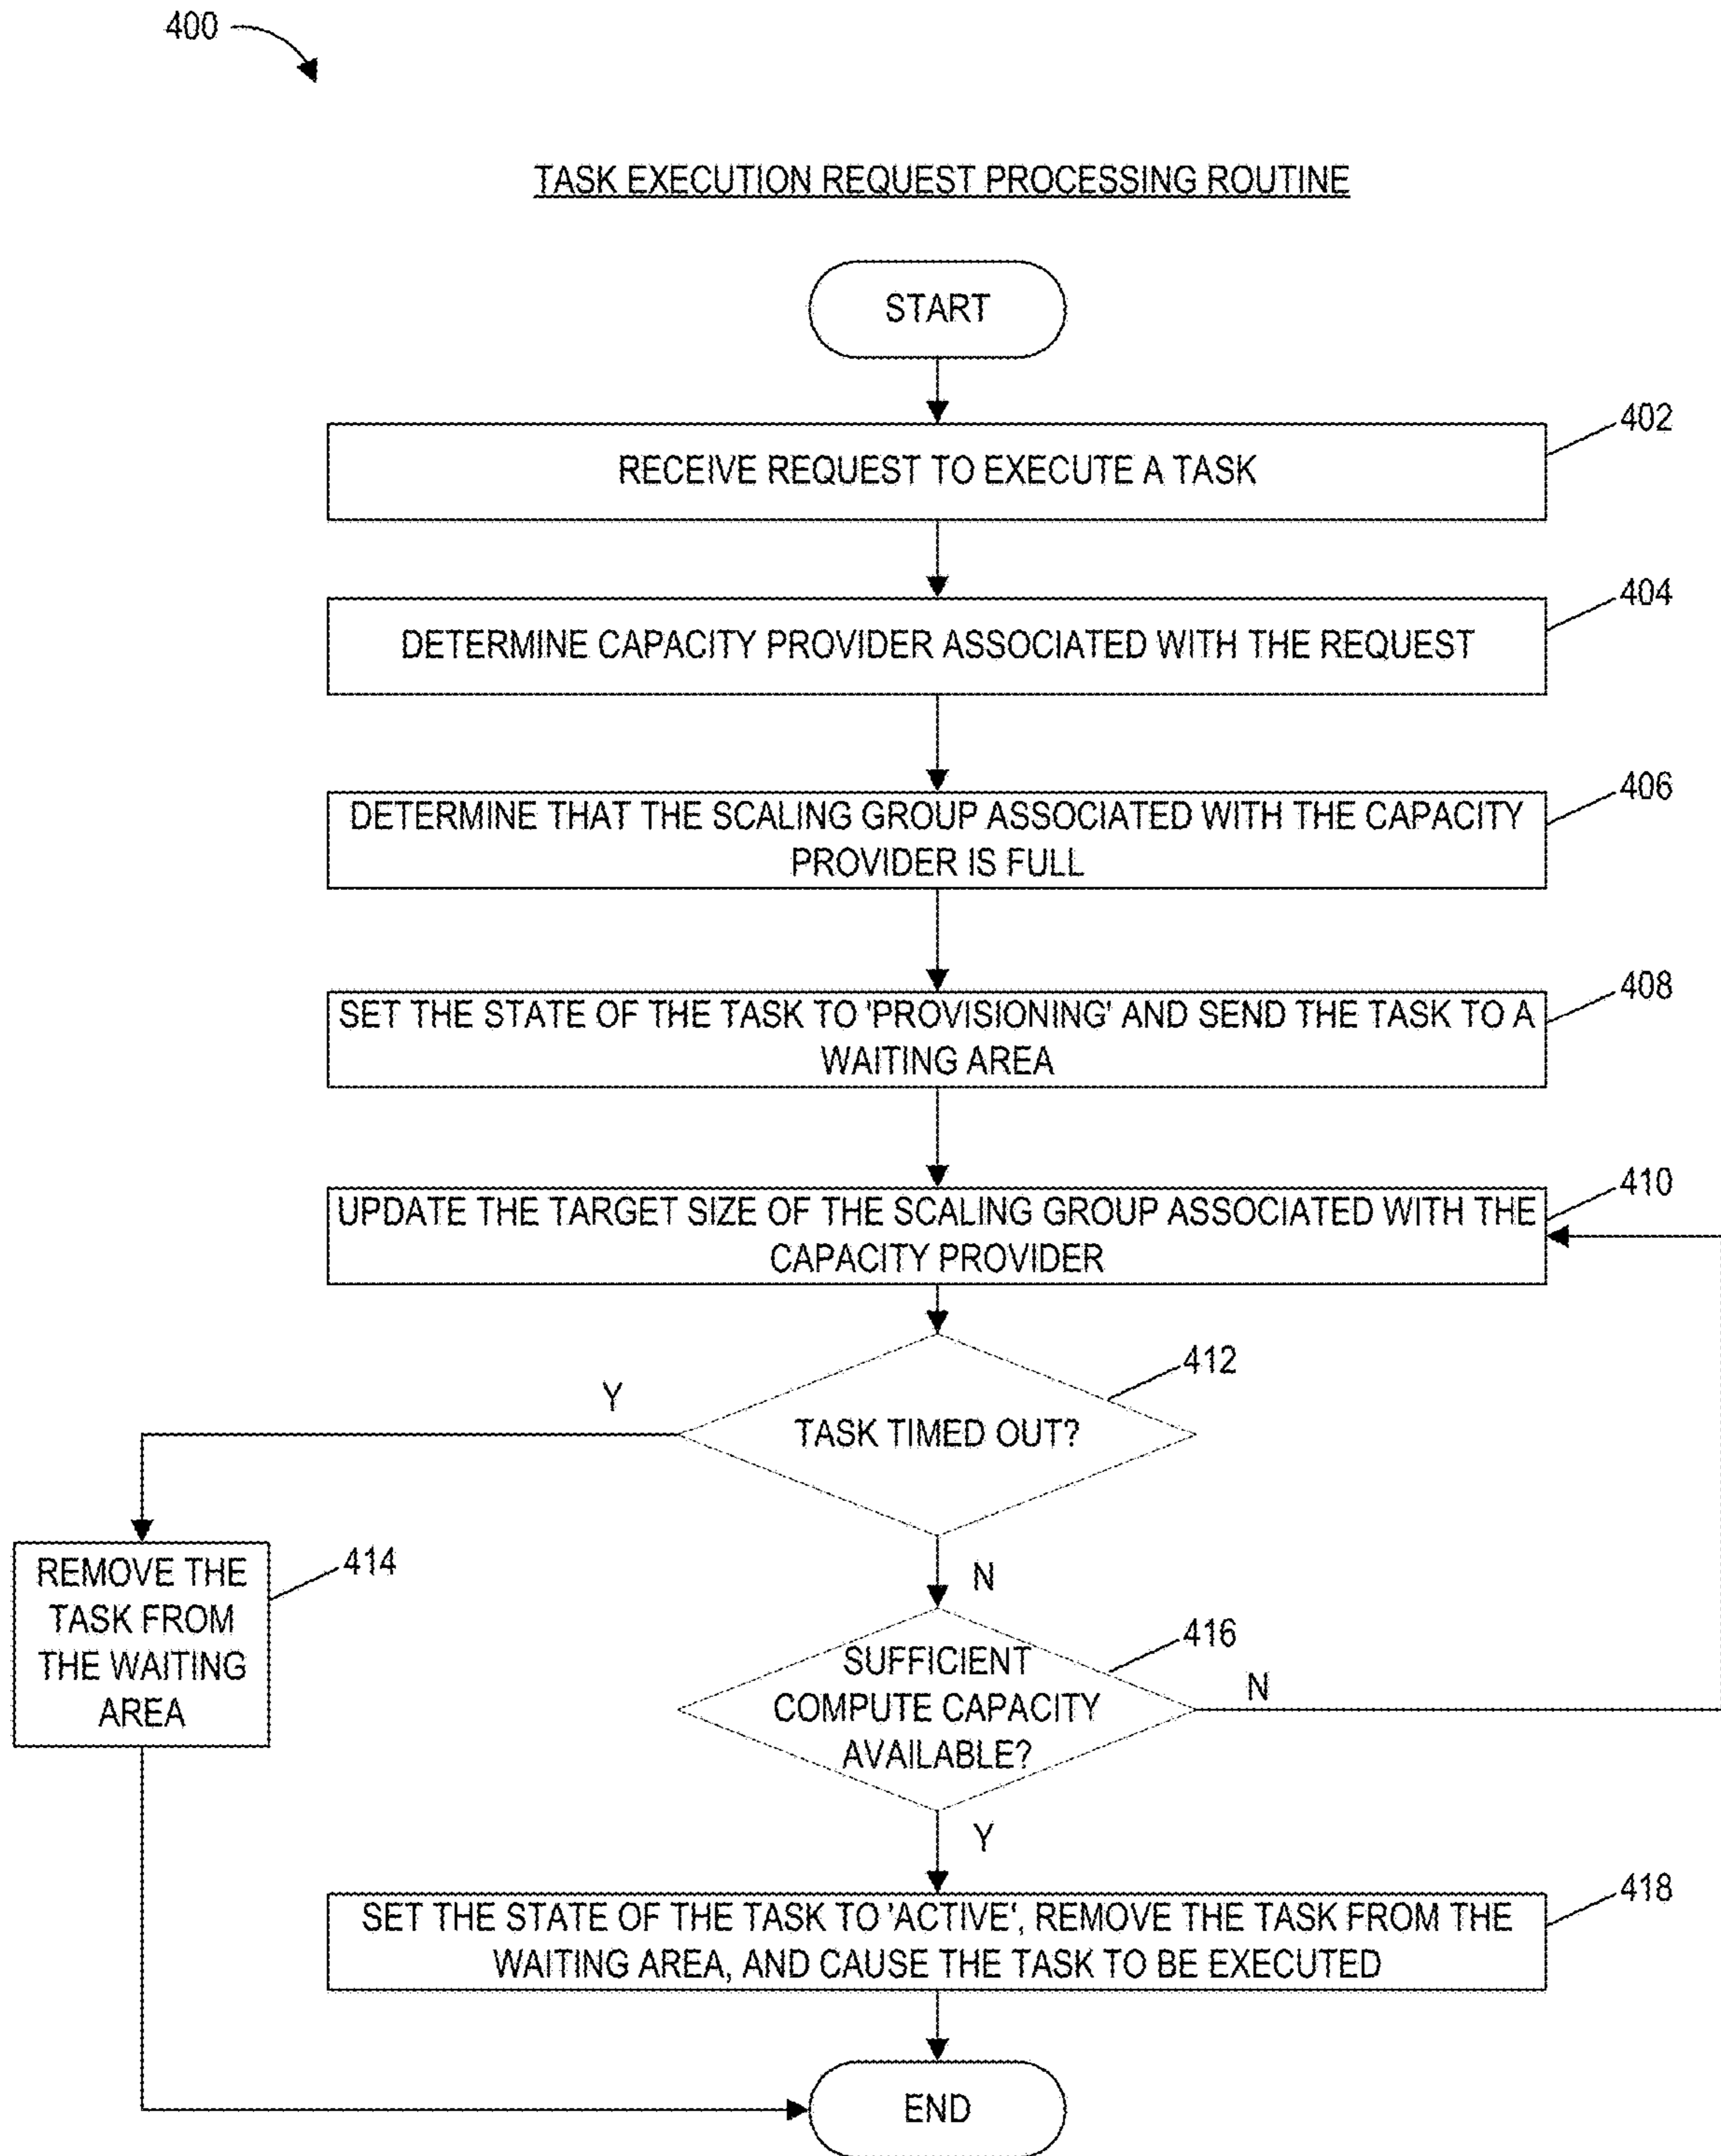 400
TASK EXECUTION REQUEST PROCESSING ROUTINE
START
402
RECEIVE REQUEST TO EXECUTE A TASK
404
DETERMINE CAPACITY PROVIDER ASSOCIATED WITH THE REQUEST
406
DETERMINE THAT THE SCALING GROUP ASSOCIATED WITH THE CAPACITY
PROVIDER IS FULL
408
SET THE STATE OF THE TASK TO 'PROVISIONING' AND SEND THE TASK TO A
WAITING AREA
410
UPDATE THE TARGET SIZE OF THE SCALING GROUP ASSOCIATED WITH THE
CAPACITY PROVIDER
412
Y
TASK TIMED OUT?
414
REMOVE THE
TASK FROM
THE WAITING
AREA
N
416
SUFFICIENT
COMPUTE CAPACITY
AVAILABLE?
N
Y
418
SET THE STATE OF THE TASK TO 'ACTIVE', REMOVE THE TASK FROM THE
WAITING AREA, AND CAUSE THE TASK TO BE EXECUTED
END